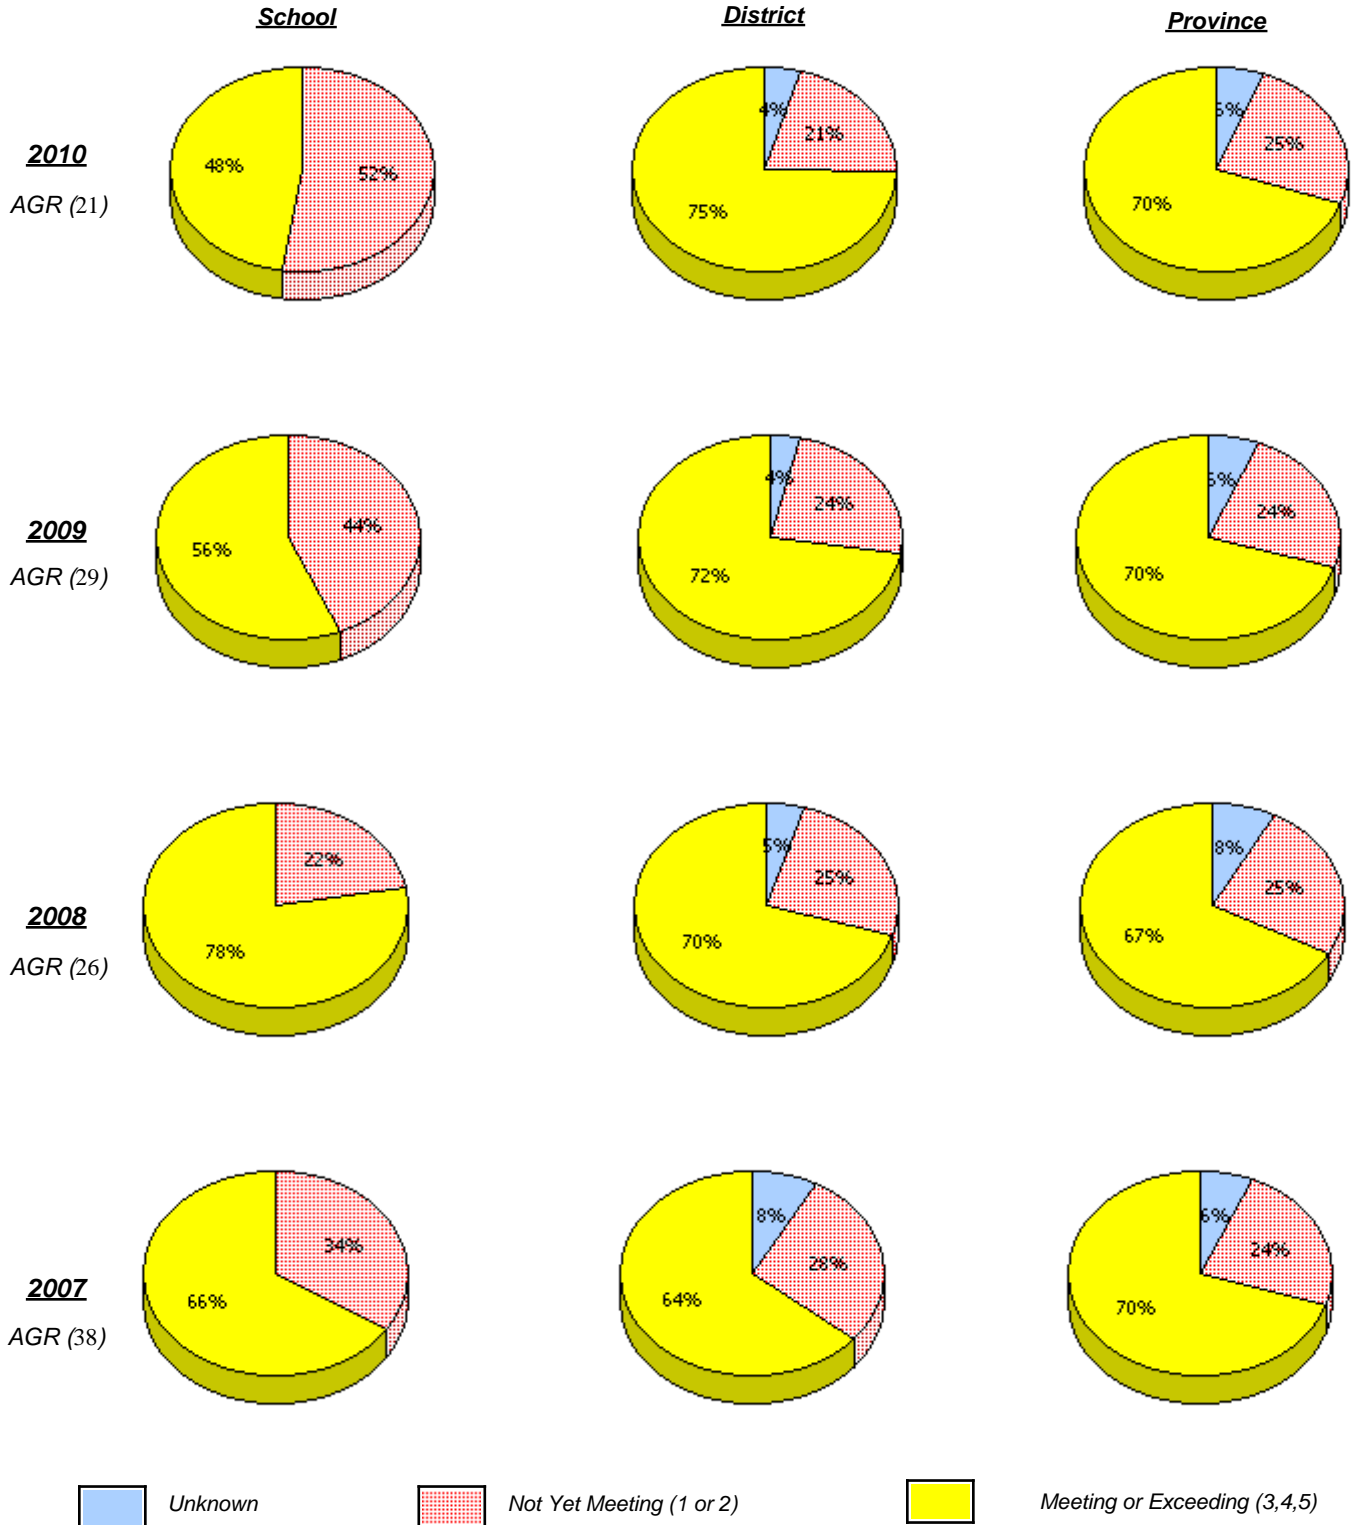 School District Province
2010
AGR (21)
48% 52%
4% 21% 75%
25% 70%
2009
AGR (29)
56% 44%
4% 24% 72%
24% 70%
2008
AGR (26)
22% 78%
5% 25% 70%
8% 25% 67%
2007
AGR (38)
34% 66%
8% 28% 64%
6% 24% 70%
Unknown Not Yet Meeting (1 or 2) Meeting or Exceeding (3,4,5)